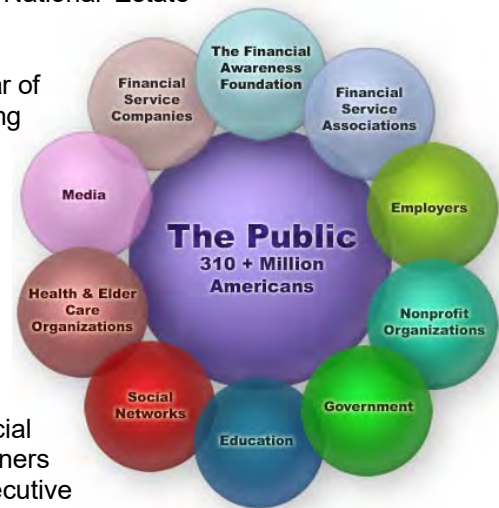 National Estate
ar of
ng
cial
ners
ecutive
The Financial
Awareness
Foundation
Financial
Service
Associations
Employers
Nonprofit
Organizations
Government
Education
Social
Networks
Health & Elder
Care
Organizations
Media
Financial
Service
Companies
The Public
310 + Million
Americans